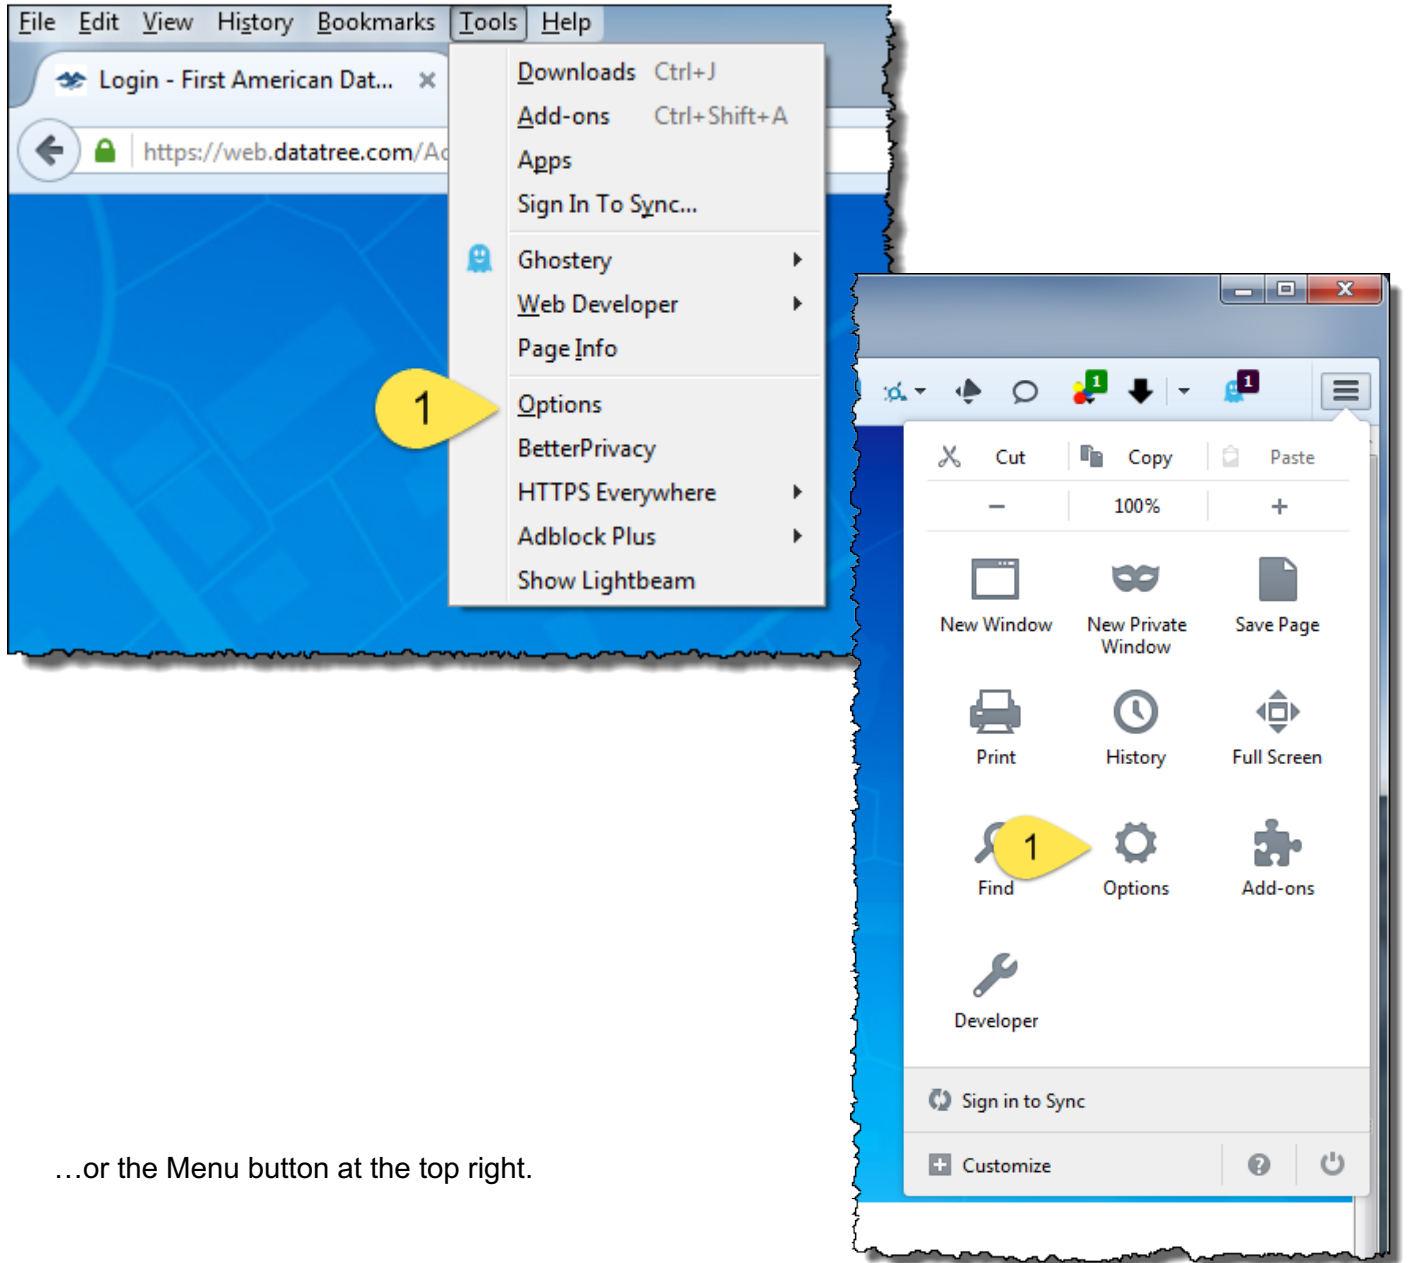 File Edit View History Bookmarks Tools Help
Login - First American Dat...
https://web.datatree.com/Ac
Downloads Ctrl+J
Add-ons Ctrl+Shift+A
Apps
Sign In To Sync...
Ghostery
Web Developer
Page Info
1
Options
BetterPrivacy
HTTPS Everywhere
Adblock Plus
Show Lightbeam
1 1
Cut Copy Paste
100%
New Window New Private Window Save Page
Print History Full Screen
1
Find Options Add-ons
Developer
Sign in to Sync
Customize
…or the Menu button at the top right.